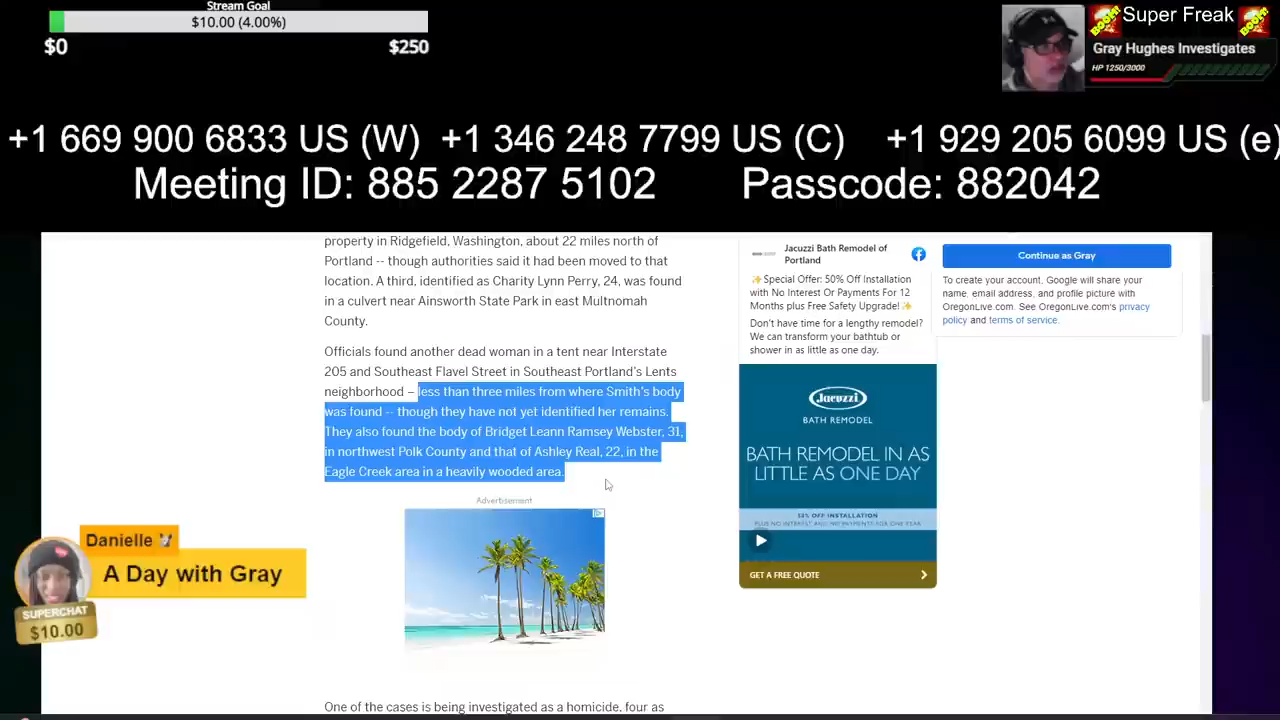 Stream Goal
$10.00 (4.00%)
$0
$250
BOOM!
Super Freak
BOOM!
Gray Hughes Investigates
HP 1250/3000
+1 669 900 6833 US (W) +1 346 248 7799 US (C) +1 929 205 6099 US (e)
Meeting ID: 885 2287 5102 Passcode: 882042
property in Ridgefield, Washington, about 22 miles north of
Portland -- though authorities said it had been moved to that
location. A third, identified as Charity Lynn Perry, 24, was found
in a culvert near Ainsworth State Park in east Multnomah
County.
Officials found another dead woman in a tent near Interstate
205 and Southeast Flavel Street in Southeast Portland's Lents
neighborhood – less than three miles from where Smith's body
was found -- though they have not yet identified her remains.
They also found the body of Bridget Leann Ramsey Webster, 31,
in northwest Polk County and that of Ashley Real, 22, in the
Eagle Creek area in a heavily wooded area.
Advertisement
One of the cases is being investigated as a homicide, four as
Jacuzzi Bath Remodel of
Portland
Special Offer: 50% Off Installation
with No Interest Or Payments For 12
Months plus Free Safety Upgrade!
Don't have time for a lengthy remodel?
We can transform your bathtub or
shower in as little as one day.
Jacuzzi
BATH REMODEL
BATH REMODEL IN AS
LITTLE AS ONE DAY
GET A FREE QUOTE
Continue as Gray
To create your account, Google will share your
name, email address, and profile picture with
OregonLive.com. See OregonLive.com's privacy
policy and terms of service.
Danielle
A Day with Gray
SUPERCHAT
$10.00